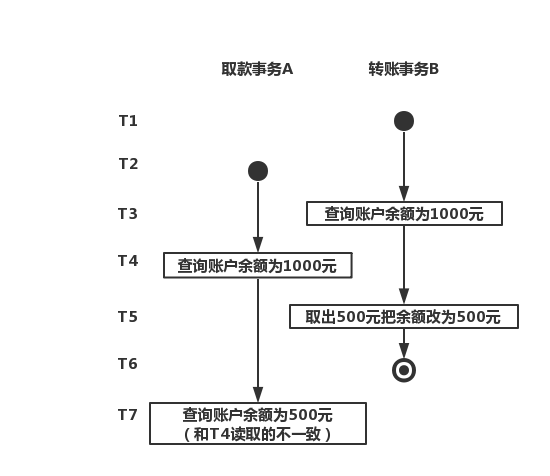 取款事务A
转账事务B
T1
T2
T3
查询账户余额为1000元
T4
查询账户余额为1000元
T5
取出500元把余额改为500元
T6
T7
查询账户余额为500元
（和T4读取的不一致）